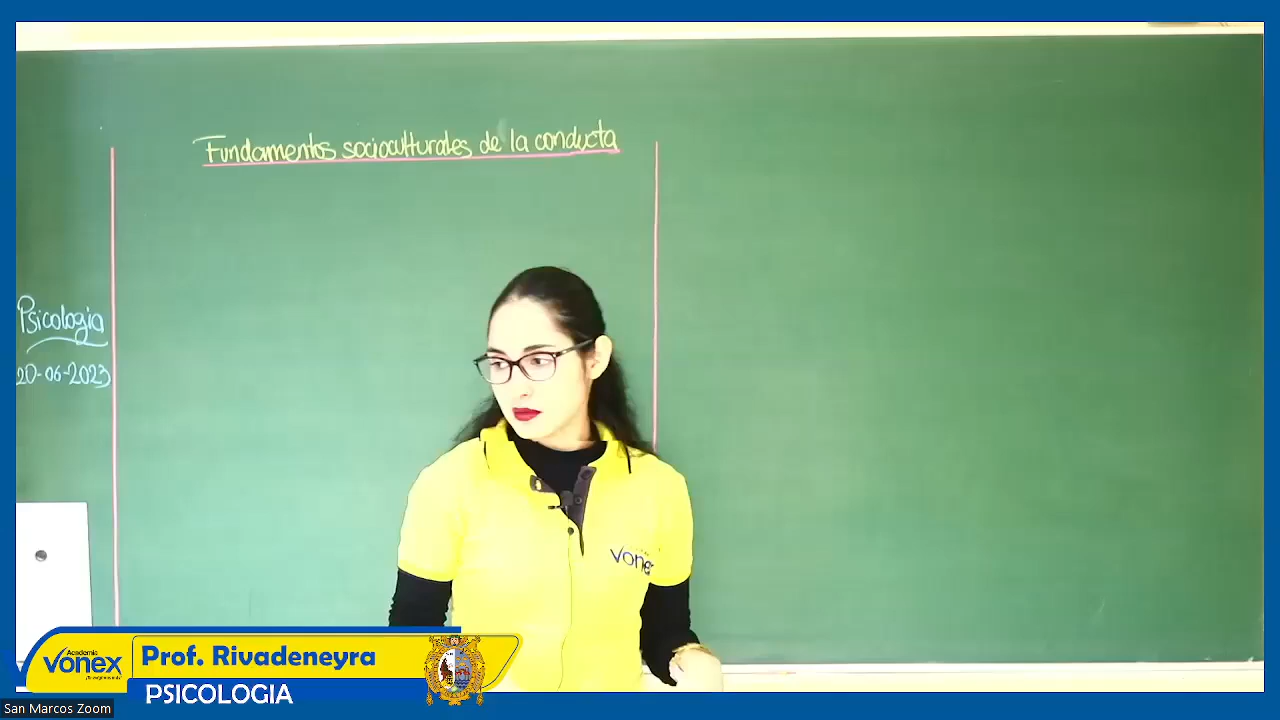 Fundamentos socioculturales de la conducta
Psicologia
20-06-2023
vonex
Academia
vonex
Prof. Rivadeneyra
PSICOLOGIA
San Marcos Zoom